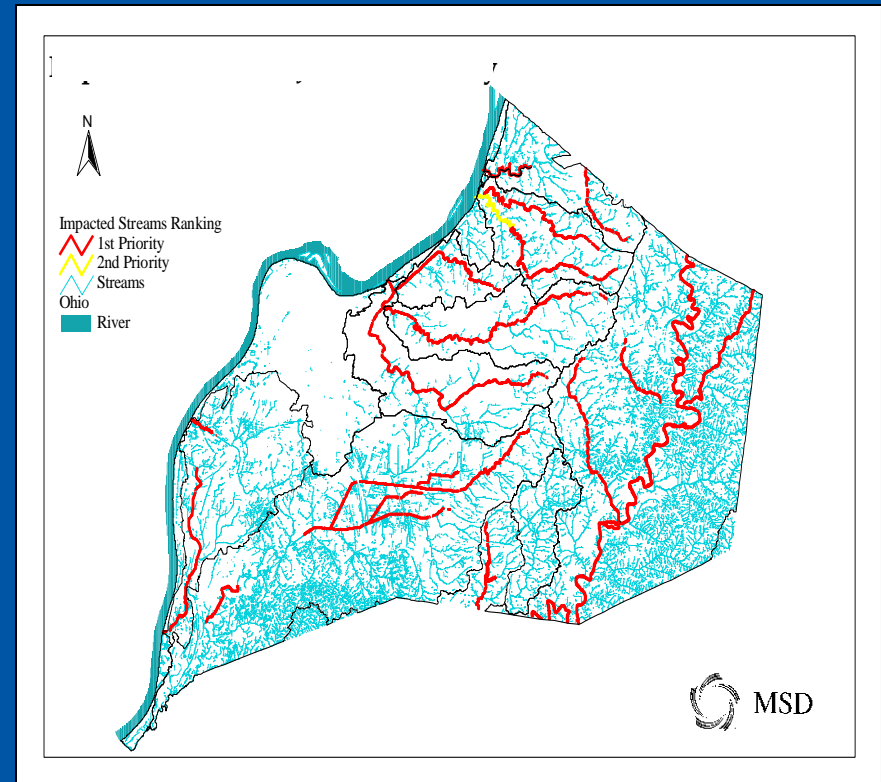 N
Impacted Streams Ranking
1st Priority
2nd Priority
Streams
Ohio
River
MSD